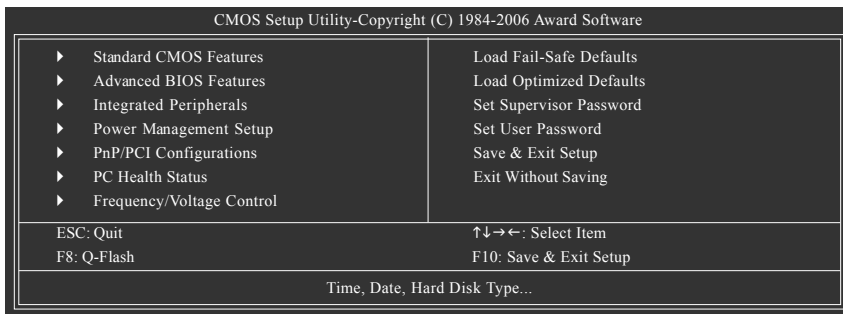 CMOS Setup Utility-Copyright (C) 1984-2006 Award Software
Standard CMOS Features
Advanced BIOS Features
Integrated Peripherals
Power Management Setup
PnP/PCI Configurations
PC Health Status
Frequency/Voltage Control
Load Fail-Safe Defaults
Load Optimized Defaults
Set Supervisor Password
Set User Password
Save & Exit Setup
Exit Without Saving
ESC: Quit
↑↓→←: Select Item
F8: Q-Flash
F10: Save & Exit Setup
Time, Date, Hard Disk Type...